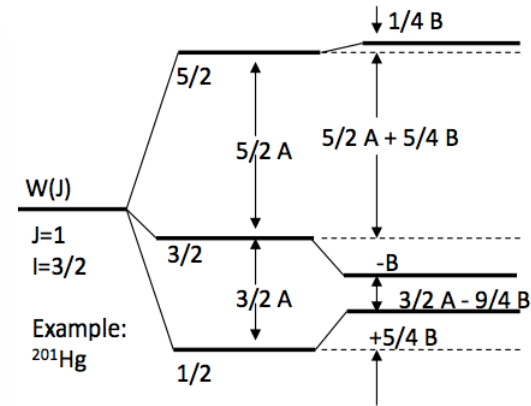 1/4 B
5/2
5/2 A
5/2 A + 5/4 B
W(J)
J=1
I=3/2
3/2
-B
3/2 A
3/2 A - 9/4 B
Example:
²⁰¹Hg
+5/4 B
1/2